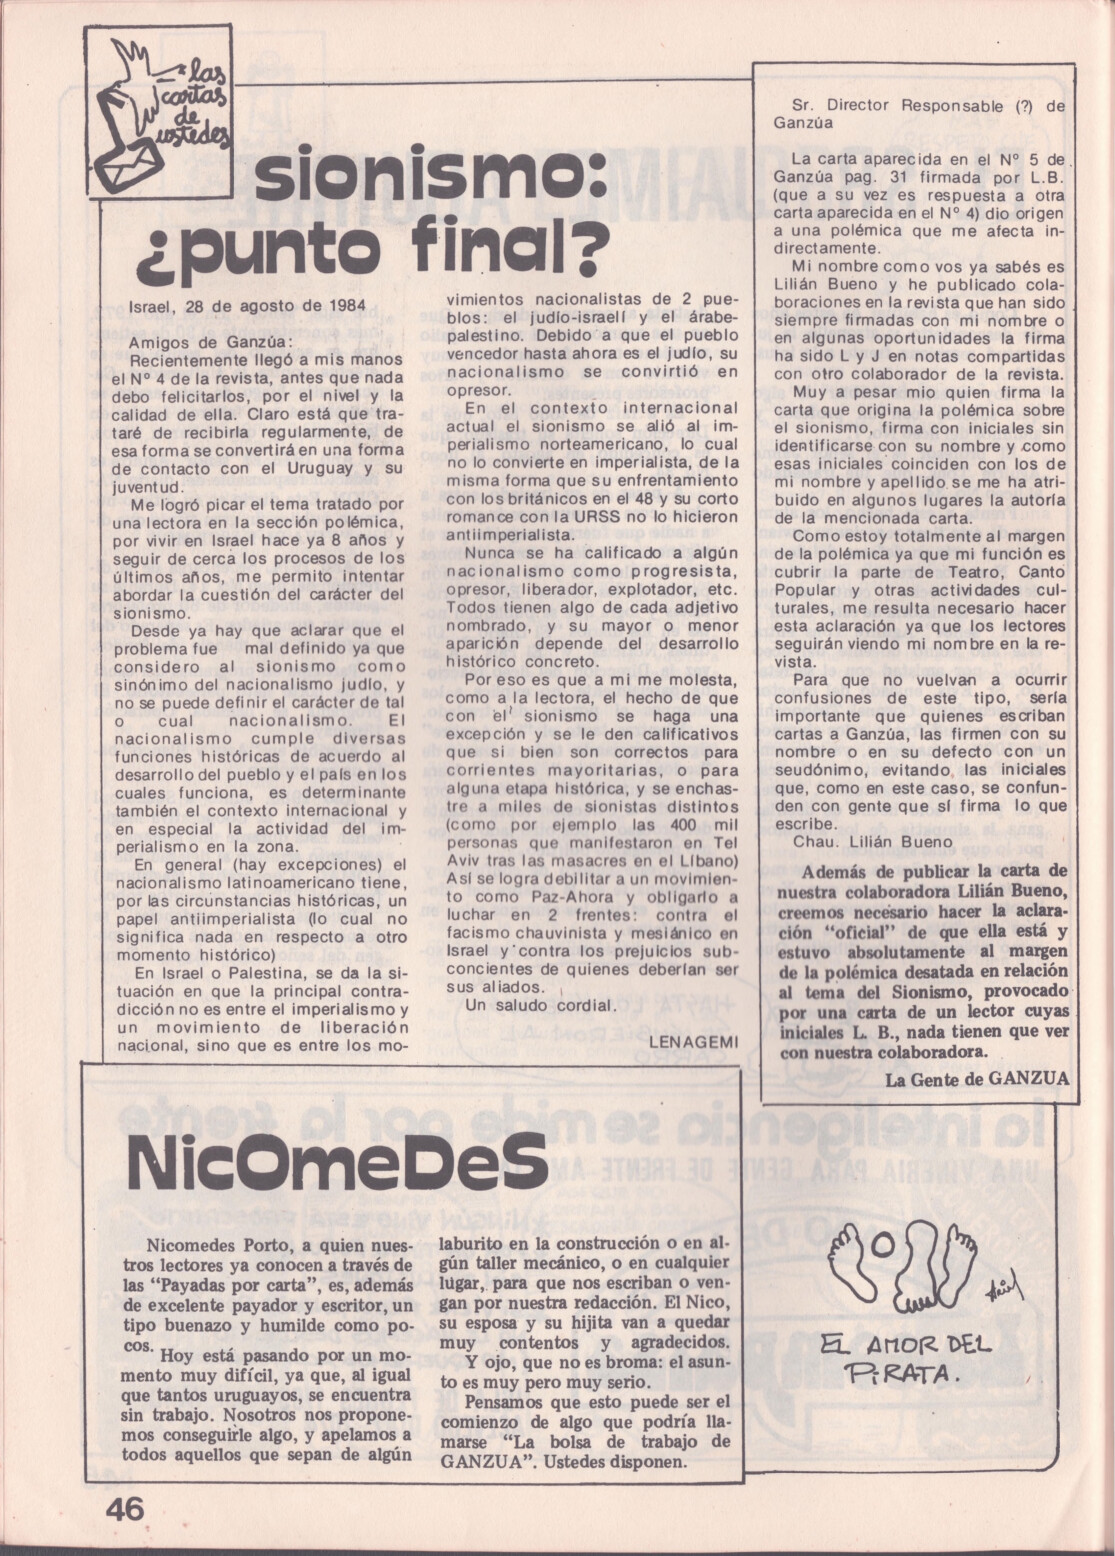 las
cartas
de
ustedes
sionismo:
¿punto final?
Israel, 28 de agosto de 1984
Amigos de Ganzúa:
Recientemente llegó a mis manos
el Nº 4 de la revista, antes que nada
debo felicitarlos, por el nivel y la
calidad de ella. Claro está que tra-
taré de recibirla regularmente, de
esa forma se convertirá en una forma
de contacto con el Uruguay y su
juventud.
Me logró picar el tema tratado por
una lectora en la sección polémica,
por vivir en Israel hace ya 8 años y
seguir de cerca los procesos de los
últimos años, me permito intentar
abordar la cuestión del carácter del
sionismo.
Desde ya hay que aclarar que el
problema fue mal definido ya que
considero al sionismo como
sinónimo del nacionalismo judío, y
no se puede definir el carácter de tal
o cual nacionalismo. El
nacionalismo cumple diversas
funciones históricas de acuerdo al
desarrollo del pueblo y el país en los
cuales funciona, es determinante
también el contexto internacional y
en especial la actividad del im-
perialismo en la zona.
En general (hay excepciones) el
nacionalismo latinoamericano tiene,
por las circunstancias históricas, un
papel antiimperialista (lo cual no
significa nada en respecto a otro
momento histórico)
En Israel o Palestina, se da la si-
tuación en que la principal contra-
dicción no es entre el imperialismo y
un movimiento de liberación
nacional, sino que es entre los mo-
vimientos nacionalistas de 2 pue-
blos: el judío-israelí y el árabe-
palestino. Debido a que el pueblo
vencedor hasta ahora es el judío, su
nacionalismo se convirtió en
opresor.
En el contexto internacional
actual el sionismo se alió al im-
perialismo norteamericano, lo cual
no lo convierte en imperialista, de la
misma forma que su enfrentamiento
con los británicos en el 48 y su corto
romance con la URSS no lo hicieron
antiimperialista.
Nunca se ha calificado a algún
nacionalismo como progresista,
opresor, liberador, explotador, etc.
Todos tienen algo de cada adjetivo
nombrado, y su mayor o menor
aparición depende del desarrollo
histórico concreto.
Por eso es que a mi me molesta,
como a la lectora, el hecho de que
con el sionismo se haga una
excepción y se le den calificativos
que si bien son correctos para
corrientes mayoritarias, o para
alguna etapa histórica, y se enchas-
tre a miles de sionistas distintos
(como por ejemplo las 400 mil
personas que manifestaron en Tel
Aviv tras las masacres en el Líbano)
Así se logra debilitar a un movimien-
to como Paz-Ahora y obligarlo a
luchar en 2 frentes: contra el
facismo chauvinista y mesiánico en
Israel y contra los prejuicios sub-
concientes de quienes deberían ser
sus aliados.
Un saludo cordial.
LENAGEMI
Sr. Director Responsable (?) de
Ganzúa
La carta aparecida en el Nº 5 de
Ganzúa pag. 31 firmada por L.B.
(que a su vez es respuesta a otra
carta aparecida en el Nº 4) dio origen
a una polémica que me afecta in-
directamente.
Mi nombre como vos ya sabés es
Lilián Bueno y he publicado cola-
boraciones en la revista que han sido
siempre firmadas con mi nombre o
en algunas oportunidades la firma
ha sido L y J en notas compartidas
con otro colaborador de la revista.
Muy a pesar mio quien firma la
carta que origina la polémica sobre
el sionismo, firma con iniciales sin
identificarse con su nombre y como
esas iniciales coinciden con los de
mi nombre y apellido se me ha atri-
buido en algunos lugares la autoría
de la mencionada carta.
Como estoy totalmente al margen
de la polémica ya que mi función es
cubrir la parte de Teatro, Canto
Popular y otras actividades cul-
turales, me resulta necesario hacer
esta aclaración ya que los lectores
seguirán viendo mi nombre en la re-
vista.
Para que no vuelvan a ocurrir
confusiones de este tipo, sería
importante que quienes escriban
cartas a Ganzúa, las firmen con su
nombre o en su defecto con un
seudónimo, evitando las iniciales
que, como en este caso, se confun-
den con gente que sí firma lo que
escribe.
Chau. Lilián Bueno
Además de publicar la carta de
nuestra colaboradora Lilián Bueno,
creemos necesario hacer la aclara-
ción "oficial" de que ella está y
estuvo absolutamente al margen
de la polémica desatada en relación
al tema del Sionismo, provocado
por una carta de un lector cuyas
iniciales L. B., nada tienen que ver
con nuestra colaboradora.
La Gente de GANZUA
NicOmeDeS
Nicomedes Porto, a quien nues-
tros lectores ya conocen a través de
las "Payadas por carta", es, además
de excelente payador y escritor, un
tipo buenazo y humilde como po-
cos.
Hoy está pasando por un mo-
mento muy difícil, ya que, al igual
que tantos uruguayos, se encuentra
sin trabajo. Nosotros nos propone-
mos conseguirle algo, y apelamos a
todos aquellos que sepan de algún
laburito en la construcción o en al-
gún taller mecánico, o en cualquier
lugar, para que nos escriban o ven-
gan por nuestra redacción. El Nico,
su esposa y su hijita van a quedar
muy contentos y agradecidos.
Y ojo, que no es broma: el asun-
to es muy pero muy serio.
Pensamos que esto puede ser el
comienzo de algo que podría lla-
marse "La bolsa de trabajo de
GANZUA". Ustedes disponen.
EL AMOR DEL
PIRATA.
46